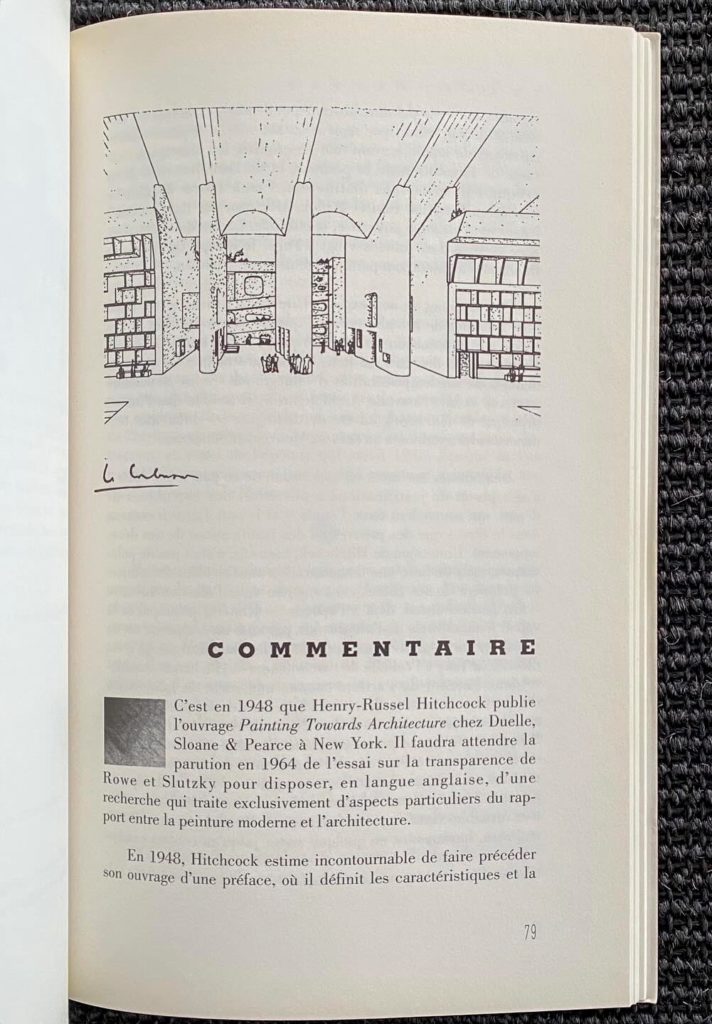 COMMENTAIRE
C'est en 1948 que Henry-Russel Hitchcock publie
l'ouvrage Painting Towards Architecture chez Duelle,
Sloane & Pearce à New York. Il faudra attendre la
parution en 1964 de l'essai sur la transparence de
Rowe et Slutzky pour disposer, en langue anglaise, d'une
recherche qui traite exclusivement d'aspects particuliers du rap-
port entre la peinture moderne et l'architecture.
En 1948, Hitchcock estime incontournable de faire précéder
son ouvrage d'une préface, où il définit les caractéristiques et la
79